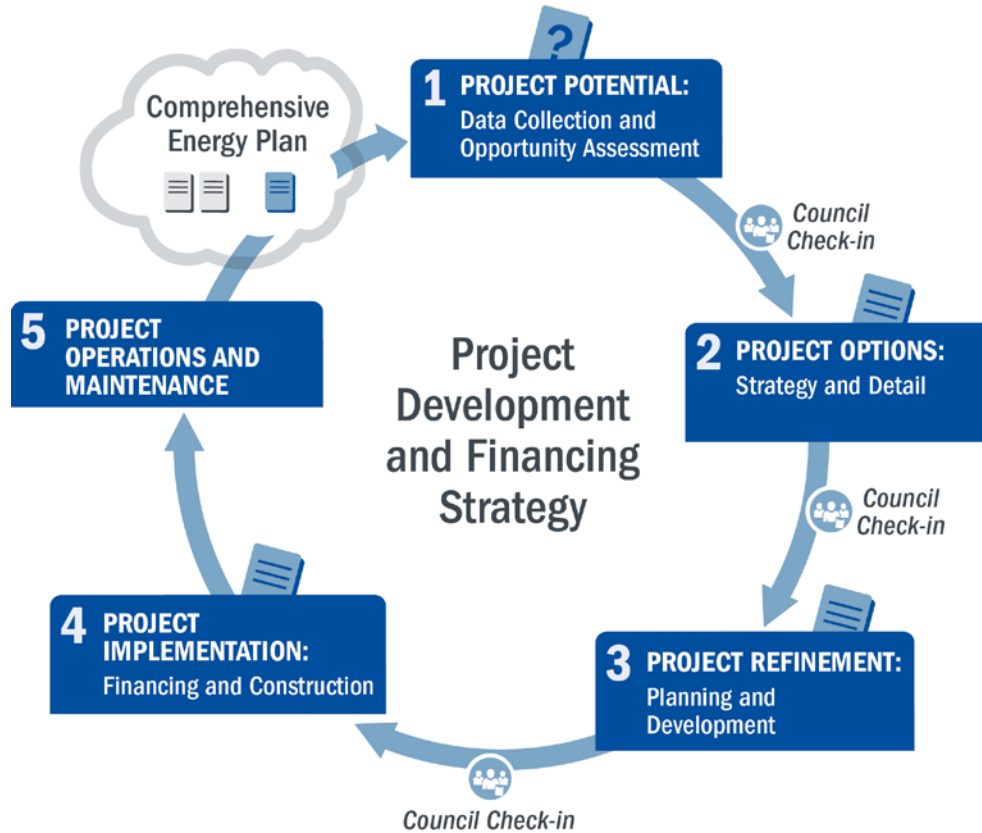 Comprehensive
Energy Plan
?
1 PROJECT POTENTIAL:
Data Collection and
Opportunity Assessment
Council
Check-in
2 PROJECT OPTIONS:
Strategy and Detail
Council
Check-in
3 PROJECT REFINEMENT:
Planning and
Development
Council Check-in
4 PROJECT
IMPLEMENTATION:
Financing and Construction
5 PROJECT
OPERATIONS AND
MAINTENANCE
Project
Development
and Financing
Strategy